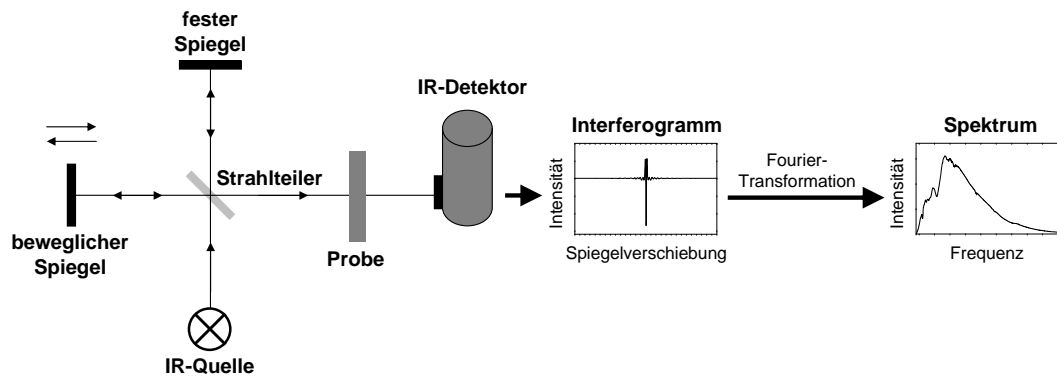 fester
Spiegel
IR-Detektor
Strahlteiler
beweglicher
Spiegel
Probe
IR-Quelle
Interferogramm
Intensität
Spiegelverschiebung
Fourier-
Transformation
Spektrum
Intensität
Frequenz